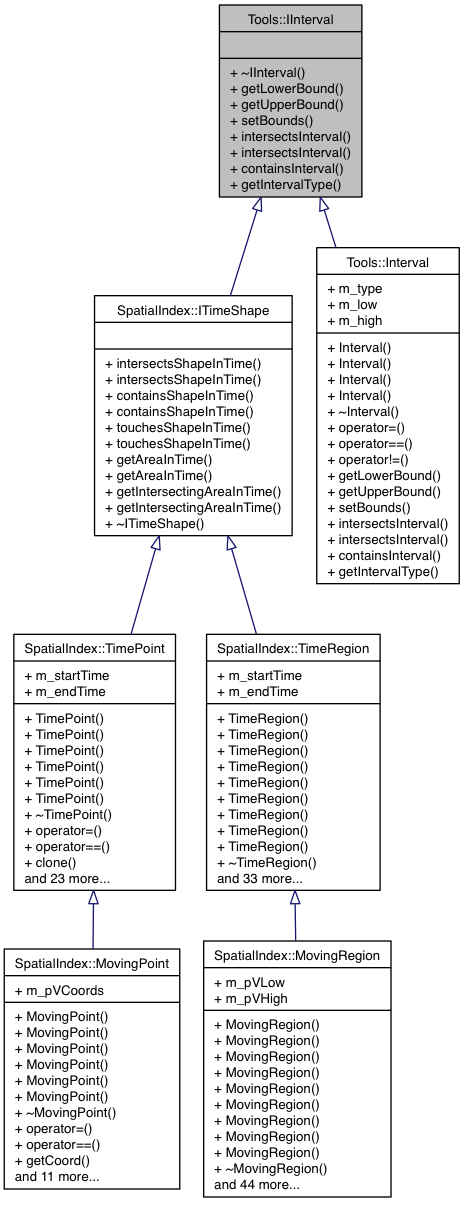 Tools::IInterval
+ ~IInterval()
+ getLowerBound()
+ getUpperBound()
+ setBounds()
+ intersectsInterval()
+ intersectsInterval()
+ containsInterval()
+ getIntervalType()
Tools::Interval
+ m_type
+ m_low
+ m_high
+ Interval()
+ Interval()
+ Interval()
+ Interval()
+ ~Interval()
+ operator=()
+ operator==()
+ operator!=()
+ getLowerBound()
+ getUpperBound()
+ setBounds()
+ intersectsInterval()
+ intersectsInterval()
+ containsInterval()
+ getIntervalType()
SpatialIndex::ITimeShape
+ intersectsShapeInTime()
+ intersectsShapeInTime()
+ containsShapeInTime()
+ containsShapeInTime()
+ touchesShapeInTime()
+ touchesShapeInTime()
+ getAreaInTime()
+ getAreaInTime()
+ getIntersectingAreaInTime()
+ getIntersectingAreaInTime()
+ ~ITimeShape()
SpatialIndex::TimePoint
+ m_startTime
+ m_endTime
+ TimePoint()
+ TimePoint()
+ TimePoint()
+ TimePoint()
+ TimePoint()
+ TimePoint()
+ ~TimePoint()
+ operator=()
+ operator==()
+ clone()
and 23 more...
SpatialIndex::TimeRegion
+ m_startTime
+ m_endTime
+ TimeRegion()
+ TimeRegion()
+ TimeRegion()
+ TimeRegion()
+ TimeRegion()
+ TimeRegion()
+ TimeRegion()
+ TimeRegion()
+ TimeRegion()
+ ~TimeRegion()
and 33 more...
SpatialIndex::MovingPoint
+ m_pVCoords
+ MovingPoint()
+ MovingPoint()
+ MovingPoint()
+ MovingPoint()
+ MovingPoint()
+ MovingPoint()
+ ~MovingPoint()
+ operator=()
+ operator==()
+ getCoord()
and 11 more...
SpatialIndex::MovingRegion
+ m_pVLow
+ m_pVHigh
+ MovingRegion()
+ MovingRegion()
+ MovingRegion()
+ MovingRegion()
+ MovingRegion()
+ MovingRegion()
+ MovingRegion()
+ MovingRegion()
+ MovingRegion()
+ ~MovingRegion()
and 44 more...